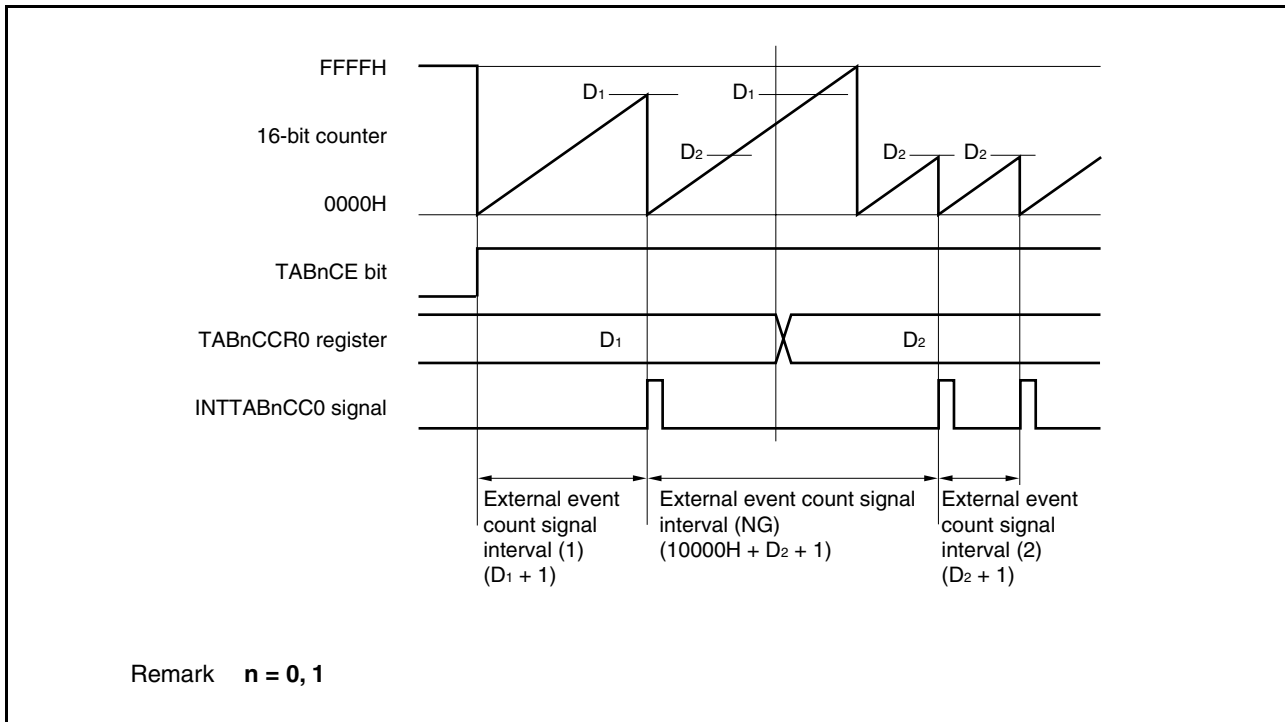 FFFFH
D1
D1
16-bit counter
D2
D2
D2
0000H
TABnCE bit
TABnCCR0 register
D1
D2
INTTABnCC0 signal
External event
count signal
interval (1)
(D1 + 1)
External event count signal
interval (NG)
(10000H + D2 + 1)
External event
count signal
interval (2)
(D2 + 1)
Remark n = 0, 1